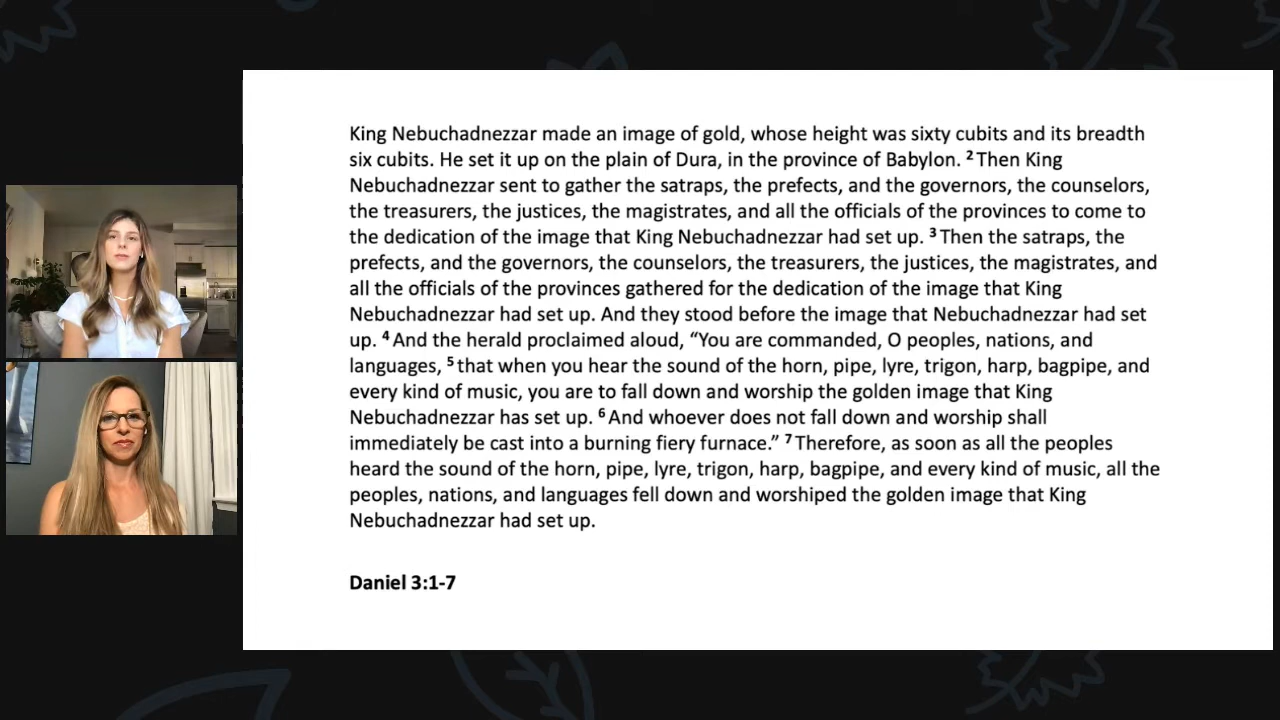 King Nebuchadnezzar made an image of gold, whose height was sixty cubits and its breadth
six cubits. He set it up on the plain of Dura, in the province of Babylon. ² Then King
Nebuchadnezzar sent to gather the satraps, the prefects, and the governors, the counselors,
the treasurers, the justices, the magistrates, and all the officials of the provinces to come to
the dedication of the image that King Nebuchadnezzar had set up. ³ Then the satraps, the
prefects, and the governors, the counselors, the treasurers, the justices, the magistrates, and
all the officials of the provinces gathered for the dedication of the image that King
Nebuchadnezzar had set up. And they stood before the image that Nebuchadnezzar had set
up. ⁴ And the herald proclaimed aloud, “You are commanded, O peoples, nations, and
languages, ⁵ that when you hear the sound of the horn, pipe, lyre, trigon, harp, bagpipe, and
every kind of music, you are to fall down and worship the golden image that King
Nebuchadnezzar has set up. ⁶ And whoever does not fall down and worship shall
immediately be cast into a burning fiery furnace.” ⁷ Therefore, as soon as all the peoples
heard the sound of the horn, pipe, lyre, trigon, harp, bagpipe, and every kind of music, all the
peoples, nations, and languages fell down and worshiped the golden image that King
Nebuchadnezzar had set up.
Daniel 3:1-7